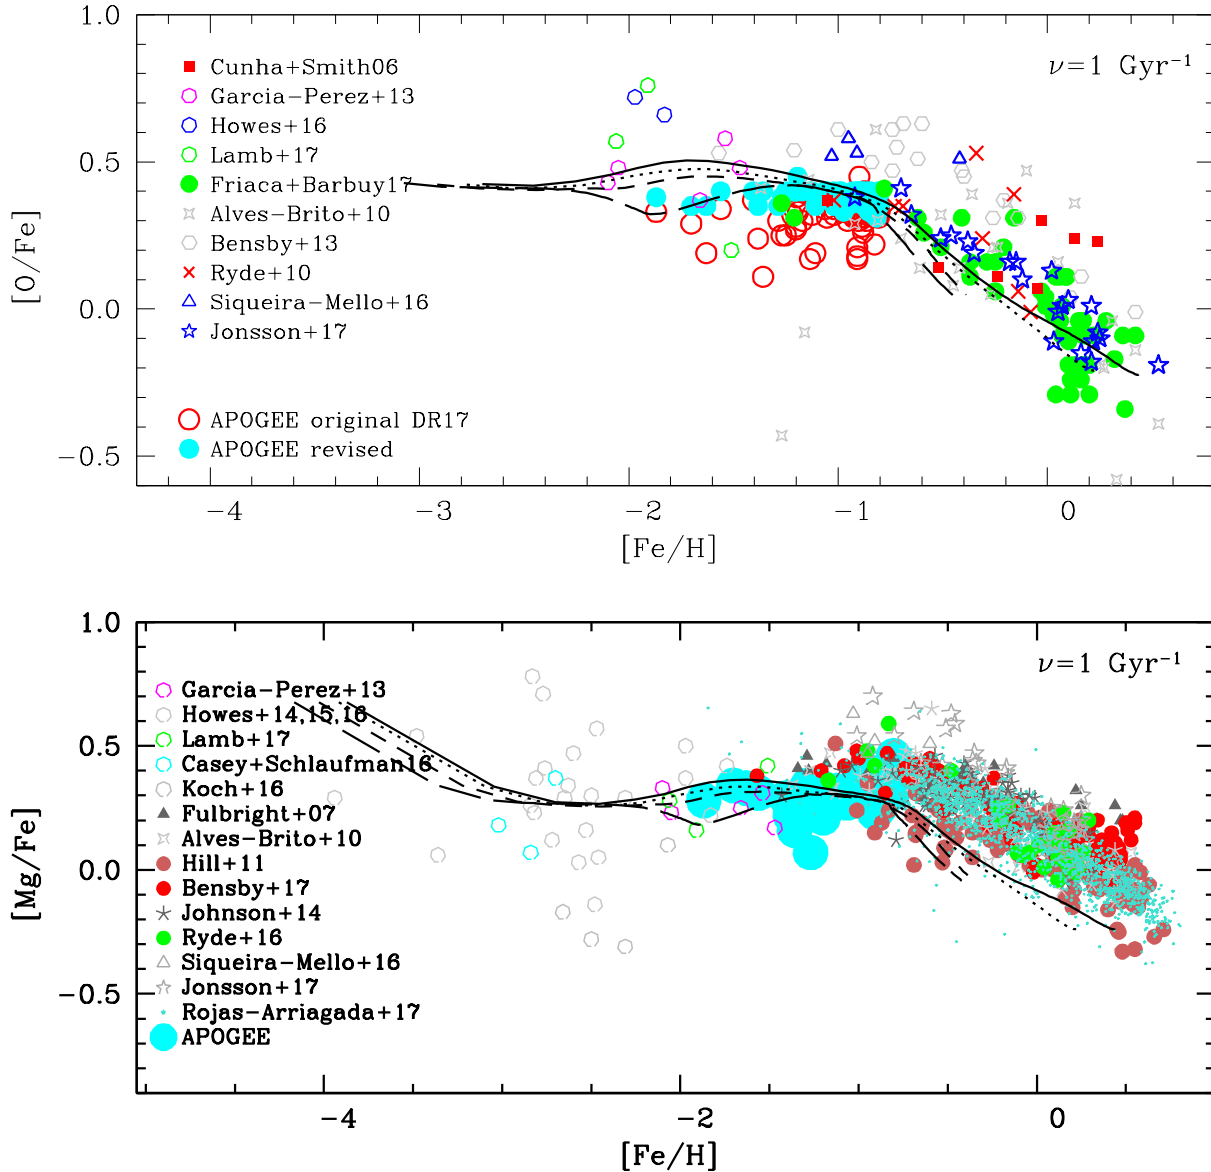 1.0
0.5
0.0
−0.5
[O/Fe]
ν=1 Gyr−1
Cunha+Smith06
Garcia−Perez+13
Howes+16
Lamb+17
Friaca+Barbuy17
Alves−Brito+10
Bensby+13
Ryde+10
Siqueira−Mello+16
Jonsson+17
APOGEE original DR17
APOGEE revised
−4
−3
−2
−1
0
[Fe/H]
1.0
0.5
0.0
−0.5
[Mg/Fe]
ν=1 Gyr−1
Garcia−Perez+13
Howes+14,15,16
Lamb+17
Casey+Schlaufman16
Koch+16
Fulbright+07
Alves−Brito+10
Hill+11
Bensby+17
Johnson+14
Ryde+16
Siqueira−Mello+16
Jonsson+17
Rojas−Arriagada+17
APOGEE
−4
−2
0
[Fe/H]